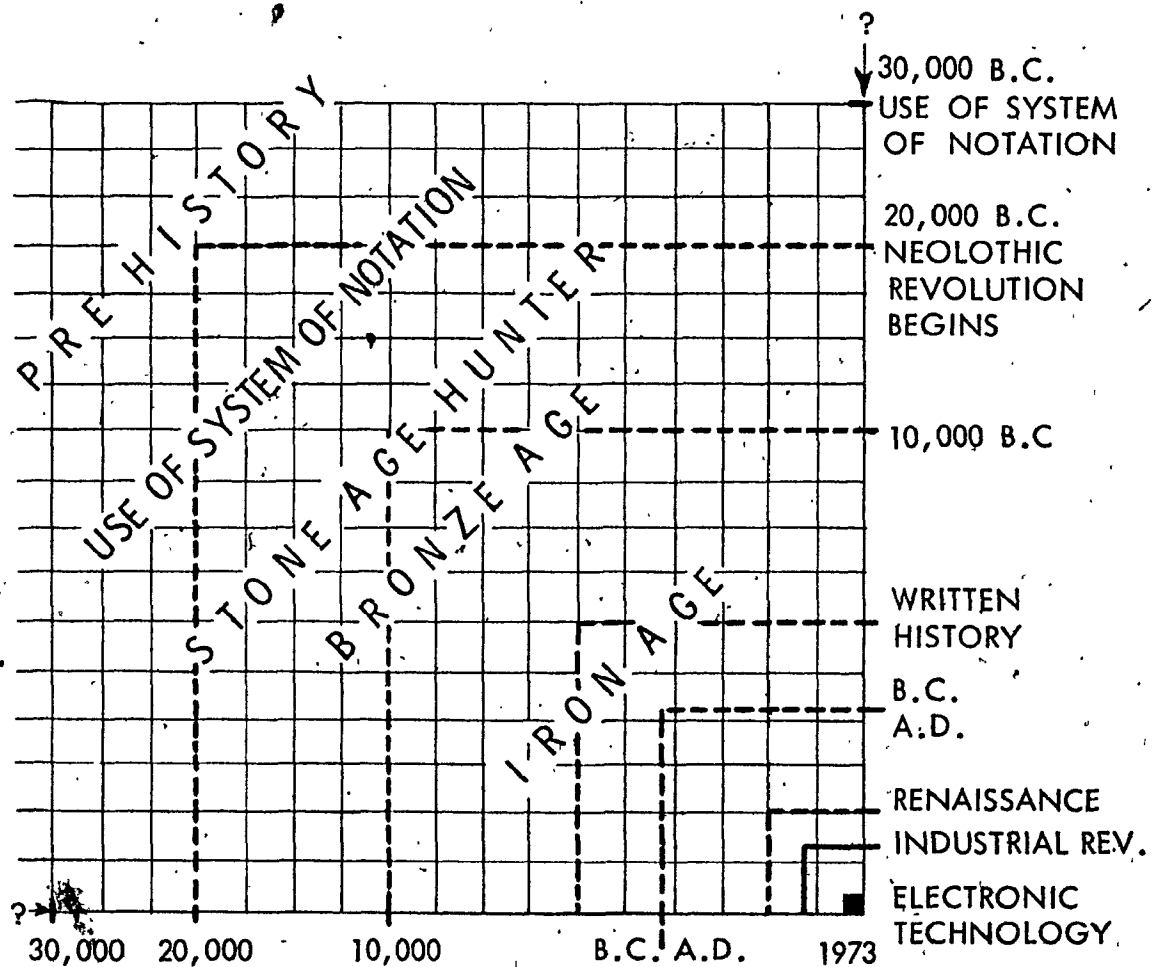 ?
30,000 B.C.
USE OF SYSTEM
OF NOTATION
PRE HISTORY
USE OF SYSTEM OF NOTATION
20,000 B.C.
NEOLOTHIC
REVOLUTION
BEGINS
STONE AGE HUNTER
BRONZE AGE
10,000 B.C
IRON AGE
WRITTEN
HISTORY
B.C.
A.D.
RENAISSANCE
INDUSTRIAL REV.
ELECTRONIC
TECHNOLOGY
?
30,000 20,000 10,000 B.C. A.D. 1973